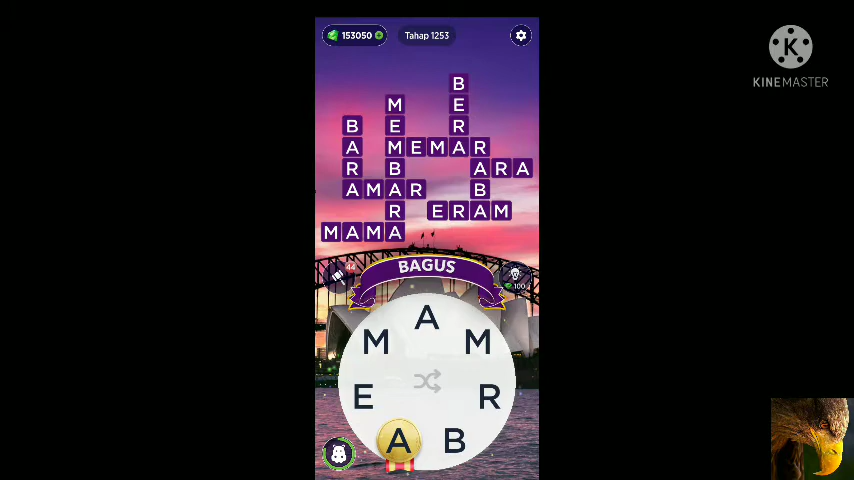 153050
Tahap 1253
K
KINEMASTER
B
M E
B E R
A M E M A R
R B A R A
A M A R B
R E R A M
M A M A
BAGUS
100
A
M M
E R
A B